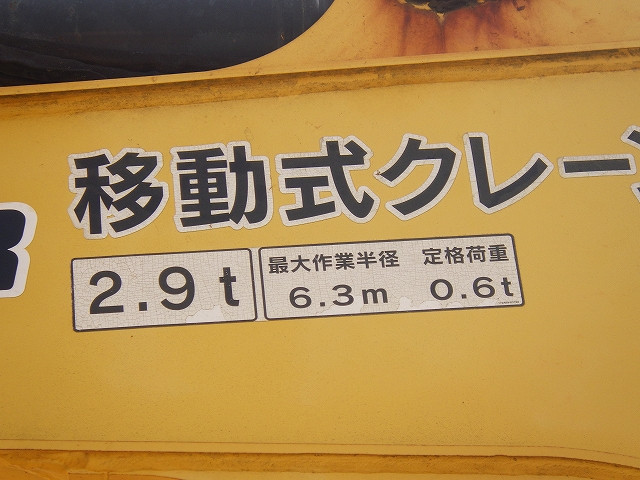 移動式クレーン
2.9t
最大作業半径 定格荷重
6.3m 0.6t